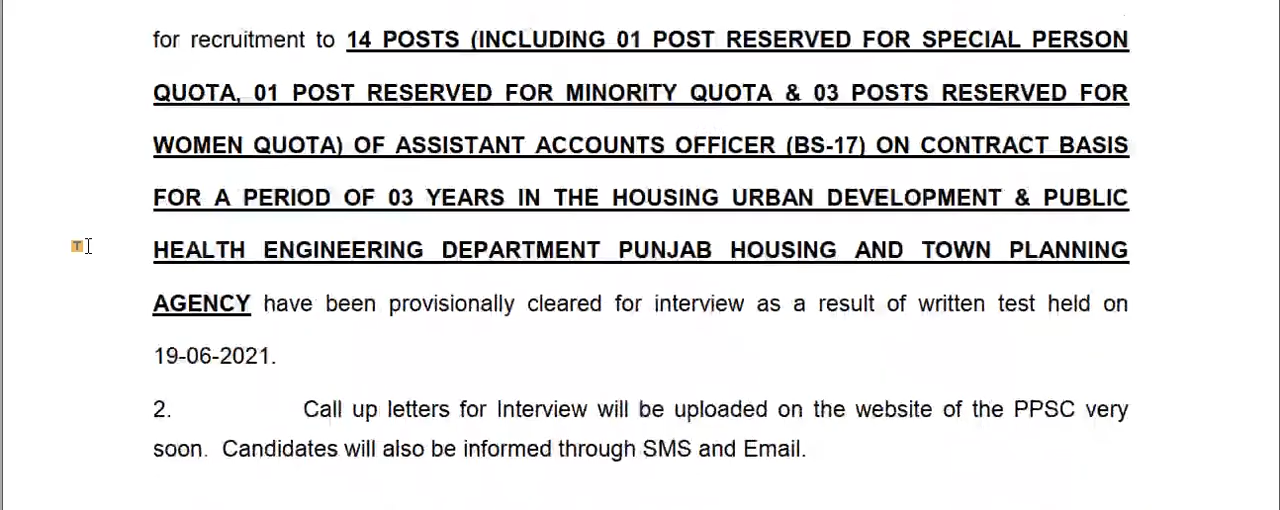 for recruitment to 14 POSTS (INCLUDING 01 POST RESERVED FOR SPECIAL PERSON
QUOTA, 01 POST RESERVED FOR MINORITY QUOTA & 03 POSTS RESERVED FOR
WOMEN QUOTA) OF ASSISTANT ACCOUNTS OFFICER (BS-17) ON CONTRACT BASIS
FOR A PERIOD OF 03 YEARS IN THE HOUSING URBAN DEVELOPMENT & PUBLIC
HEALTH ENGINEERING DEPARTMENT PUNJAB HOUSING AND TOWN PLANNING
AGENCY have been provisionally cleared for interview as a result of written test held on
19-06-2021.
2. Call up letters for Interview will be uploaded on the website of the PPSC very
soon. Candidates will also be informed through SMS and Email.